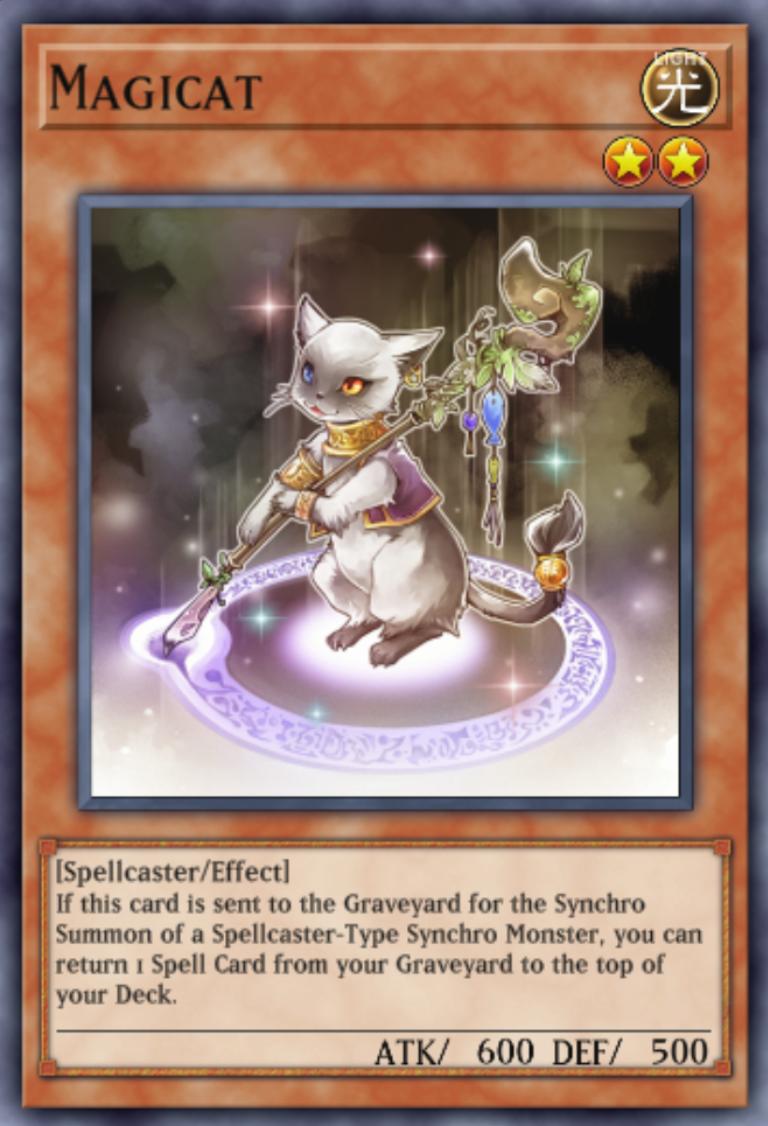 Magicat
LIGHT
光
[Spellcaster/Effect]
If this card is sent to the Graveyard for the Synchro
Summon of a Spellcaster-Type Synchro Monster, you can
return 1 Spell Card from your Graveyard to the top of
your Deck.
ATK/ 600 DEF/ 500